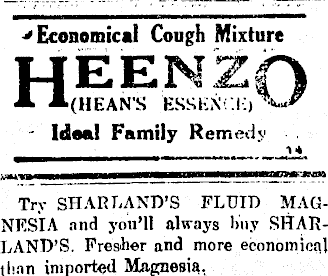 Economical Cough Mixture
HEENZO
(HEAN'S ESSENCE)
Ideal Family Remedy
14
Try SHARLAND'S FLUID MAG-
NESIA and you'll always buy SHAR-
LAND'S. Fresher and more economical
than imported Magnesia.